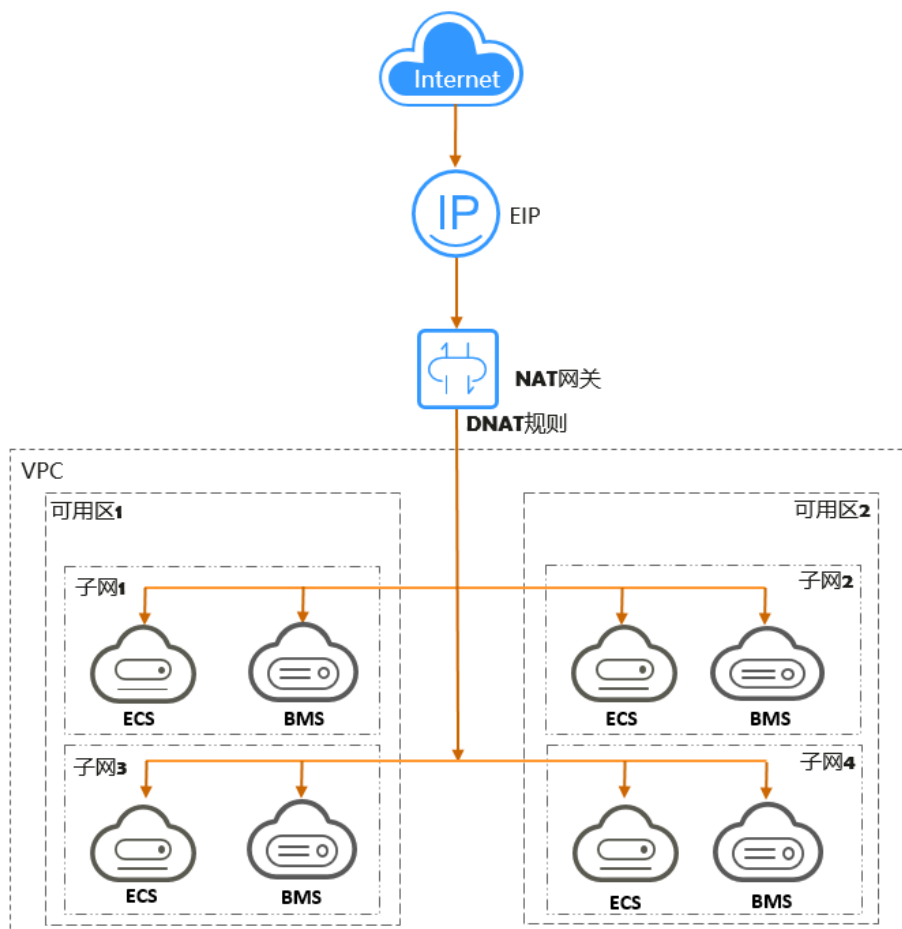 Internet
IP
EIP
NAT网关
DNAT规则
VPC
可用区1
可用区2
子网1
子网2
ECS
BMS
ECS
BMS
子网3
子网4
ECS
BMS
ECS
BMS